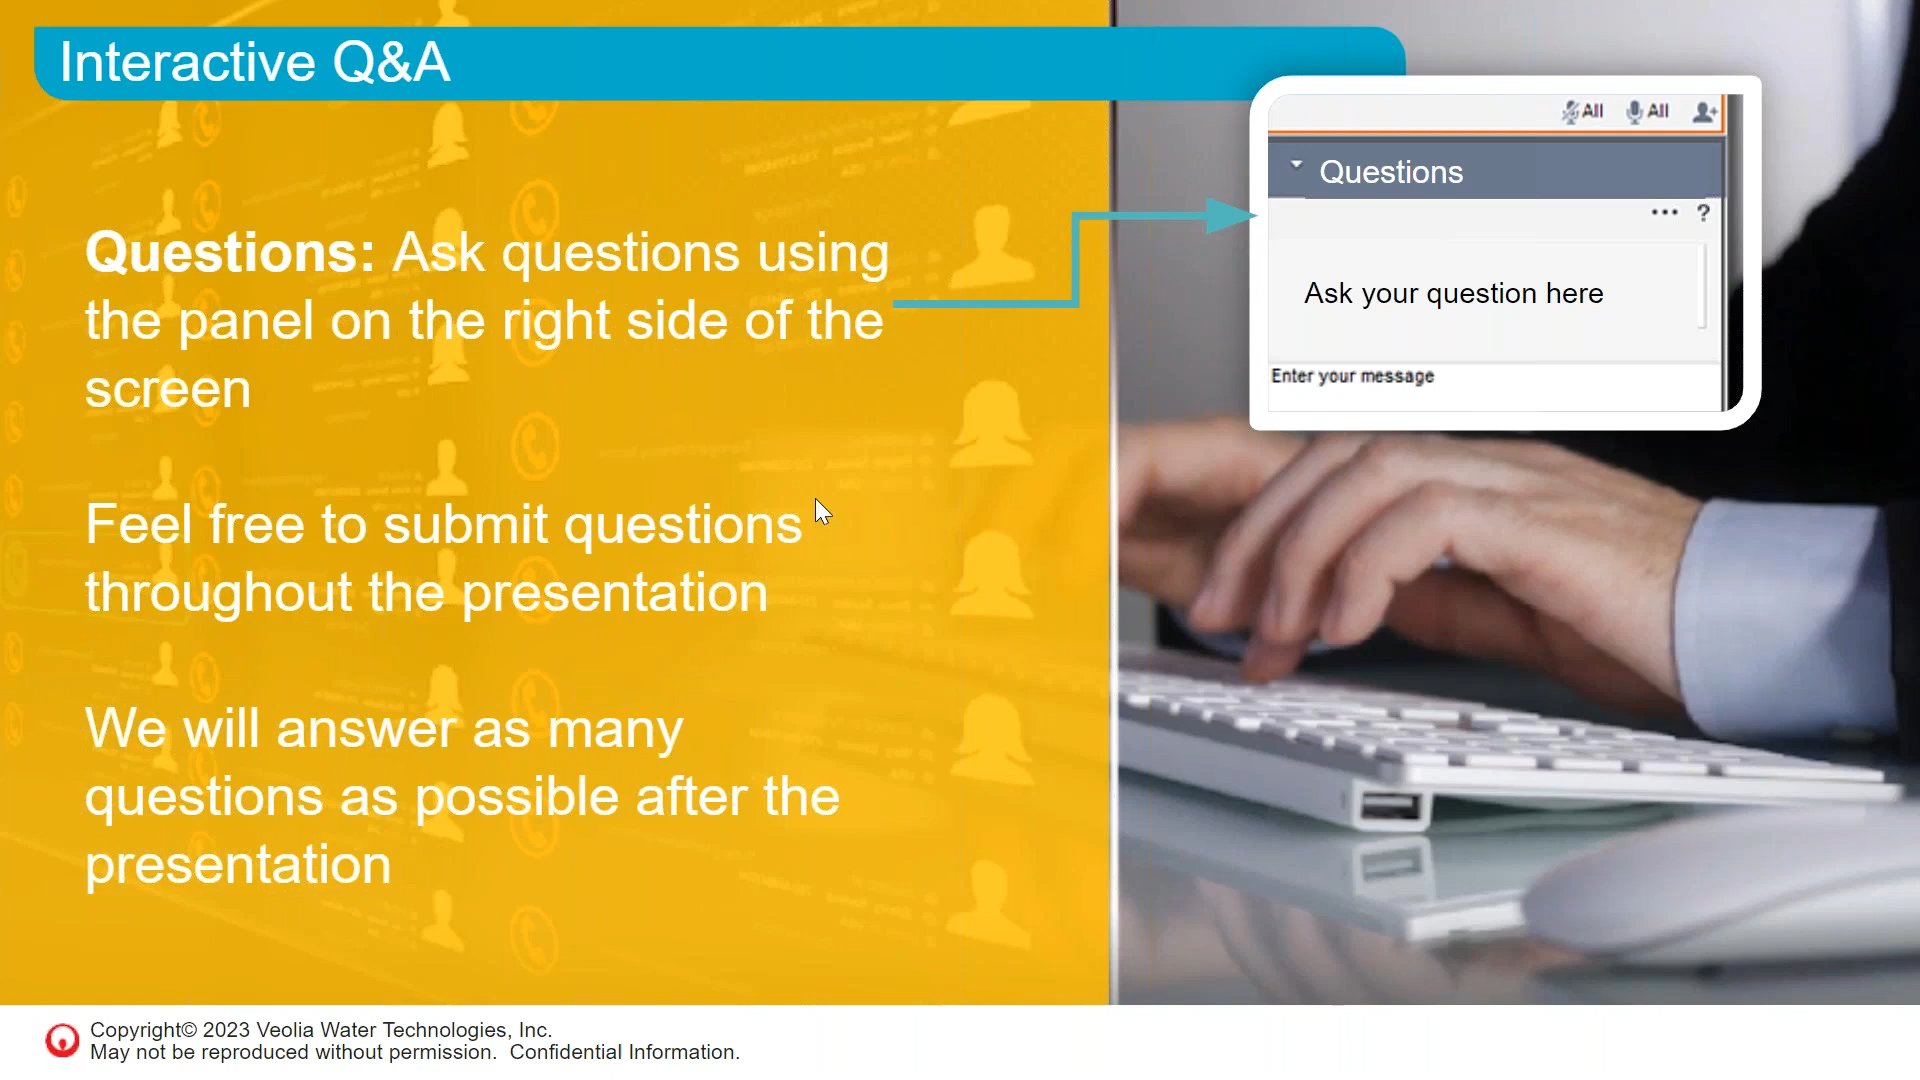 Interactive Q&A
All All
Questions
?
Ask your question here
Enter your message
Questions: Ask questions using
the panel on the right side of the
screen
Feel free to submit questions
throughout the presentation
We will answer as many
questions as possible after the
presentation
Copyright© 2023 Veolia Water Technologies, Inc.
May not be reproduced without permission. Confidential Information.